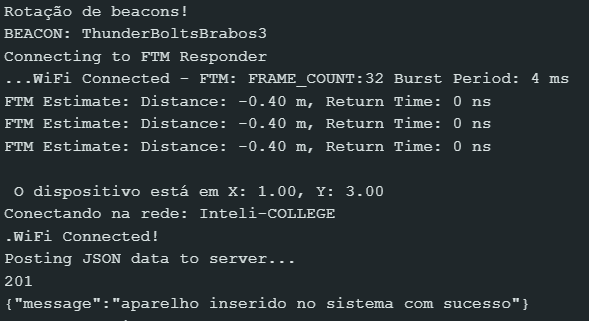 Rotação de beacons!
BEACON: ThunderBoltsBrabos3
Connecting to FTM Responder
...WiFi Connected - FTM: FRAME_COUNT:32 Burst Period: 4 ms
FTM Estimate: Distance: -0.40 m, Return Time: 0 ns
FTM Estimate: Distance: -0.40 m, Return Time: 0 ns
FTM Estimate: Distance: -0.40 m, Return Time: 0 ns
O dispositivo está em X: 1.00, Y: 3.00
Conectando na rede: Inteli-COLLEGE
.WiFi Connected!
Posting JSON data to server...
201
{"message":"aparelho inserido no sistema com sucesso"}